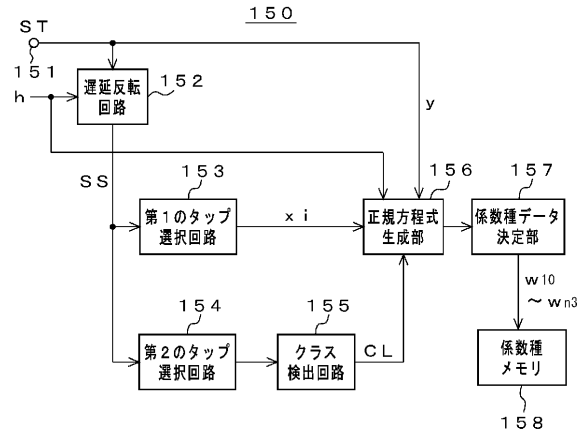 150
ST
151
遅延反転
回路
152
h
y
SS
153
第1のタップ
選択回路
xi
156
正規方程式
生成部
157
係数種データ
決定部
w10
～wn3
154
第2のタップ
選択回路
155
クラス
検出回路
CL
係数種
メモリ
158